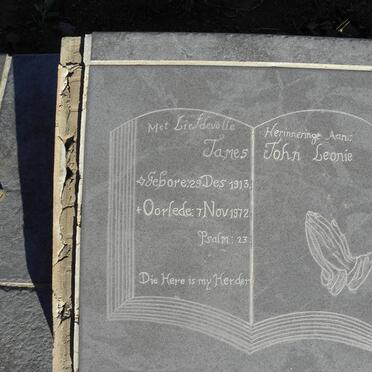 Met Liefdevolle Herinneringe Aan:
James John Leonie
Gebore: 29 Des 1913.
Oorlede: 7 Nov 1972
Psalm: 23.
Die Here is my Herder